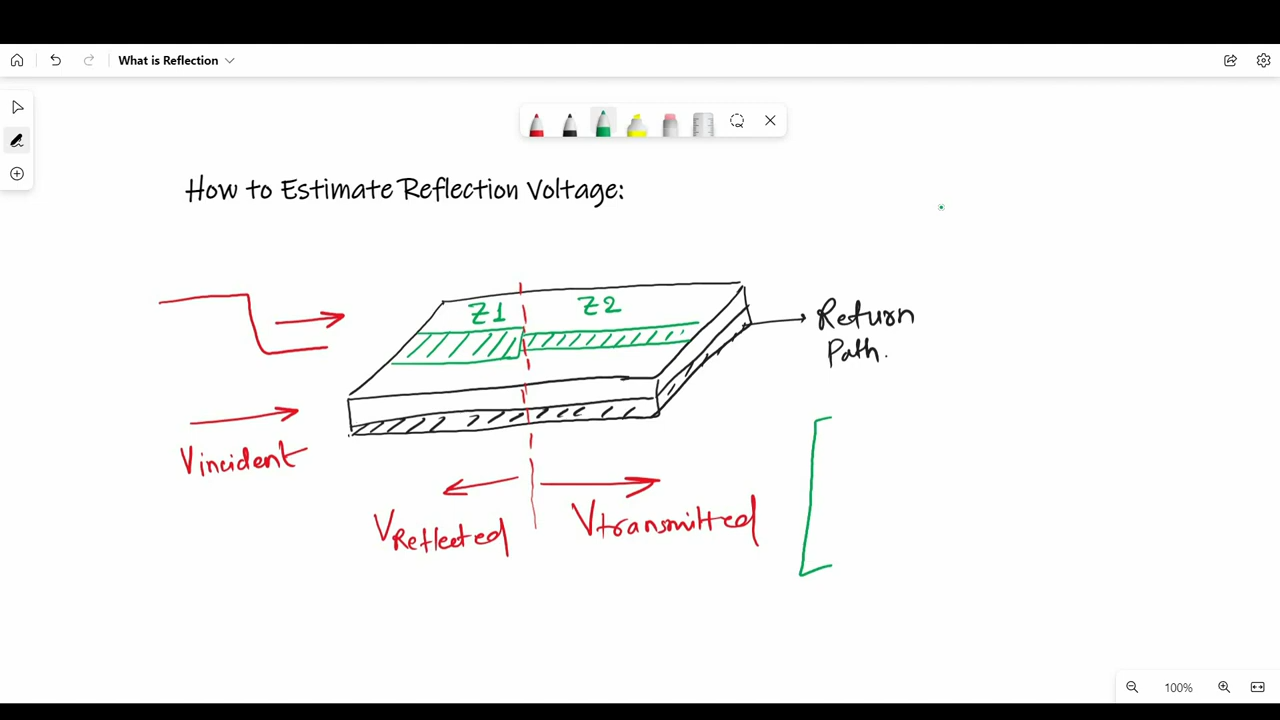 What is Reflection
How to Estimate Reflection Voltage:
Z1
Z2
Return
Path.
Vincident
VReflected
Vtransmitted
100%